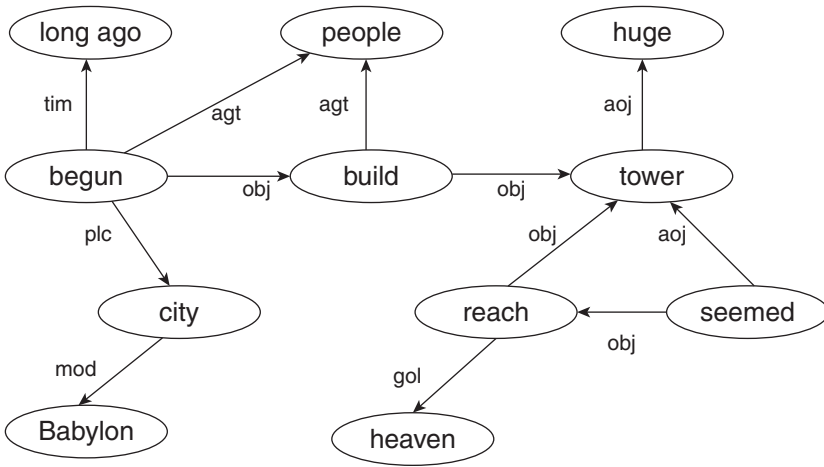 long ago
people
huge
tim
agt
agt
aoj
begun
obj
build
obj
tower
plc
obj
aoj
city
reach
seemed
mod
gol
obj
Babylon
heaven